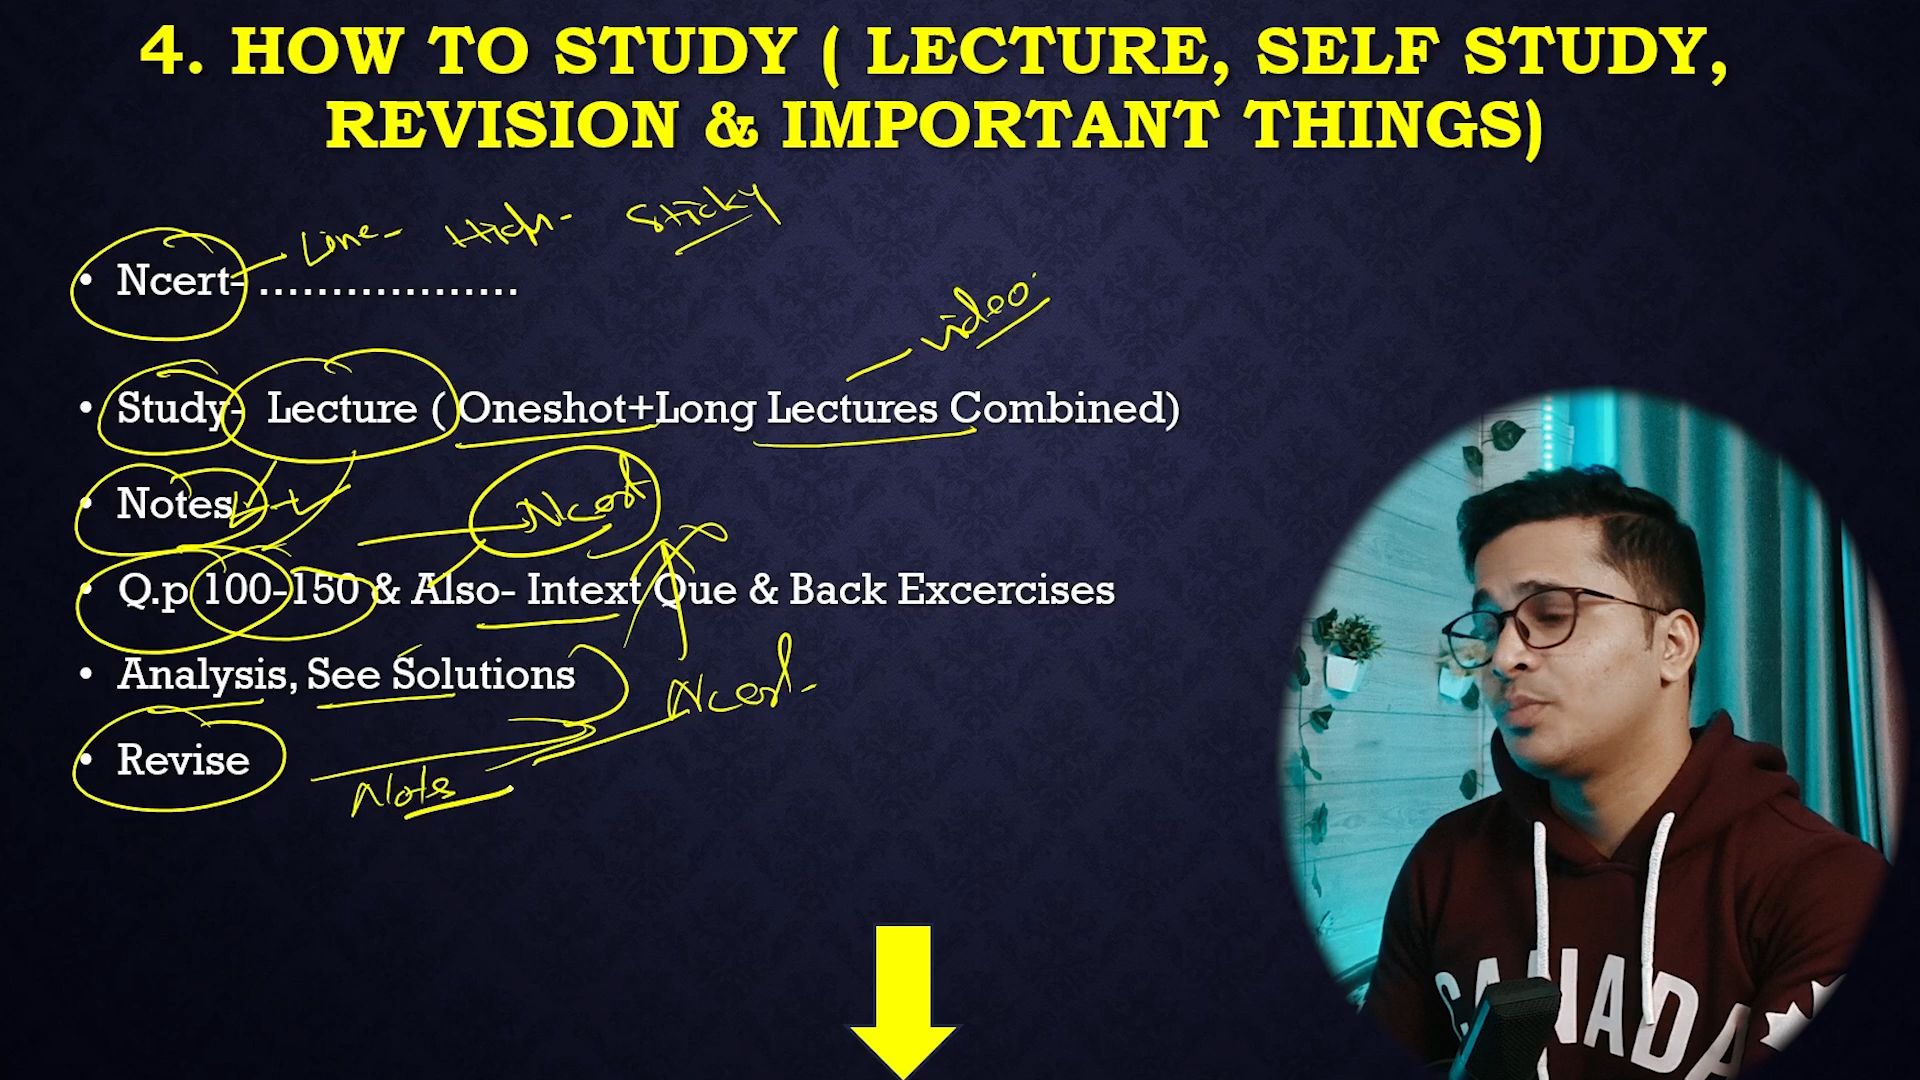 4. HOW TO STUDY ( LECTURE, SELF STUDY,
REVISION & IMPORTANT THINGS)
Line- High- Sticky
• Ncert- ..................
video
• Study- Lecture ( Oneshot+Long Lectures Combined)
• Notes
Ncert
• Q.p 100-150 & Also- Intext Que & Back Excercises
• Analysis, See Solutions
Ncert-
• Revise
Nots
CANADA